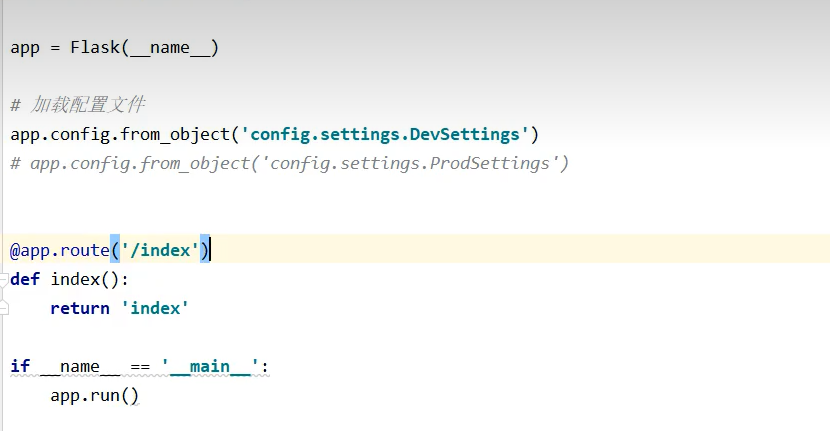 app = Flask(__name__)
# 加载配置文件
app.config.from_object('config.settings.DevSettings')
# app.config.from_object('config.settings.ProdSettings')
@app.route('/index')
def index():
    return 'index'
if __name__ == '__main__':
    app.run()